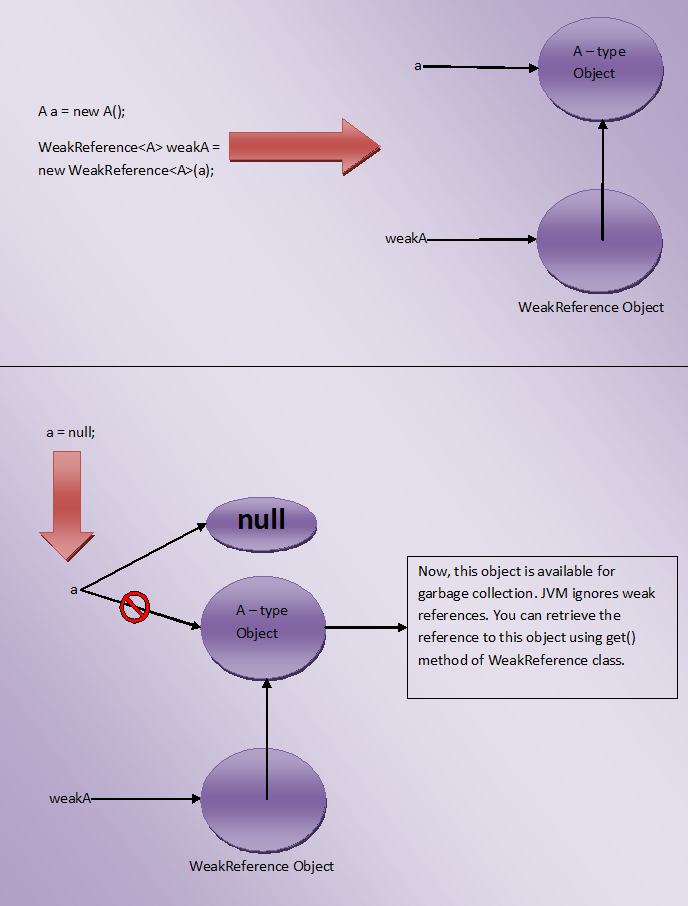 A a = new A();
WeakReference<A> weakA =
new WeakReference<A>(a);
a
A – type
Object
weakA
WeakReference Object
a = null;
null
a
A – type
Object
Now, this object is available for
garbage collection. JVM ignores weak
references. You can retrieve the
reference to this object using get()
method of WeakReference class.
weakA
WeakReference Object